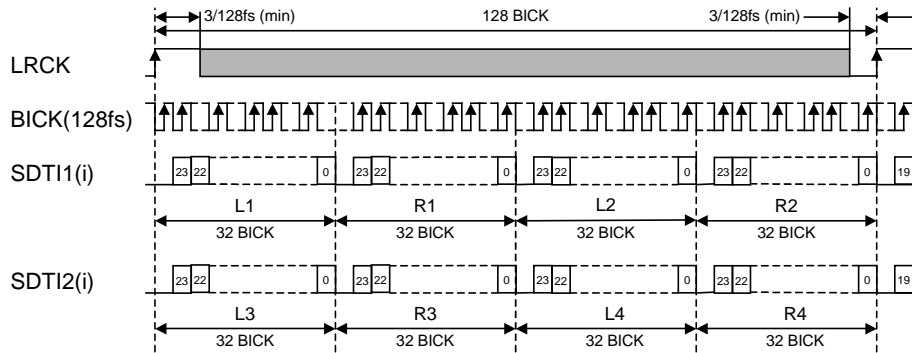 3/128fs (min) 128 BICK 3/128fs (min)
LRCK
BICK(128fs)
SDTI1(i) 23 22 0 23 22 0 23 22 0 23 22 0 19
L1 R1 L2 R2
32 BICK 32 BICK 32 BICK 32 BICK
SDTI2(i) 23 22 0 23 22 0 23 22 0 23 22 0 19
L3 R3 L4 R4
32 BICK 32 BICK 32 BICK 32 BICK